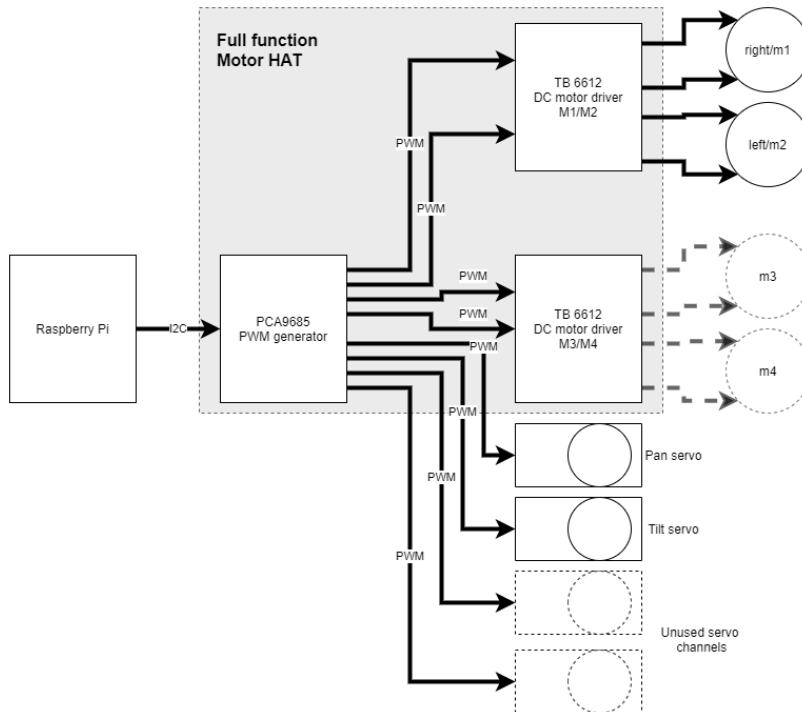 Full function
Motor HAT
TB 6612
DC motor driver
M1/M2
right/m1
left/m2
PWM
PWM
Raspberry Pi
I2C
PCA9685
PWM generator
PWM
PWM
TB 6612
DC motor driver
M3/M4
m3
m4
PWM
PWM
Pan servo
PWM
Tilt servo
PWM
Unused servo
channels